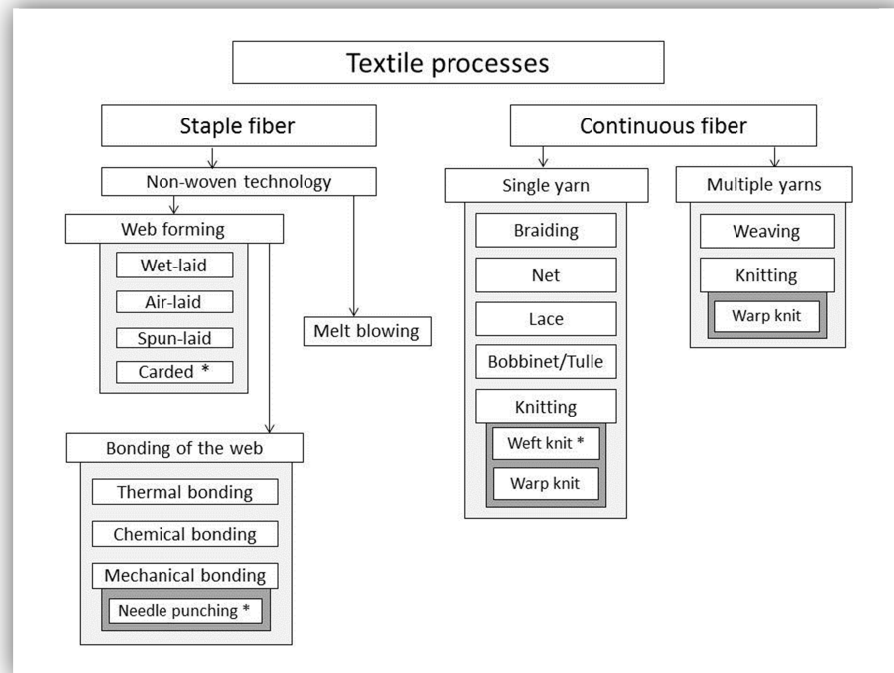 Textile processes
Staple fiber
Continuous fiber
Non-woven technology
Single yarn
Multiple yarns
Web forming
Wet-laid
Air-laid
Spun-laid
Carded *
Melt blowing
Bonding of the web
Thermal bonding
Chemical bonding
Mechanical bonding
Needle punching *
Braiding
Net
Lace
Bobbinet/Tulle
Knitting
Weft knit *
Warp knit
Weaving
Knitting
Warp knit